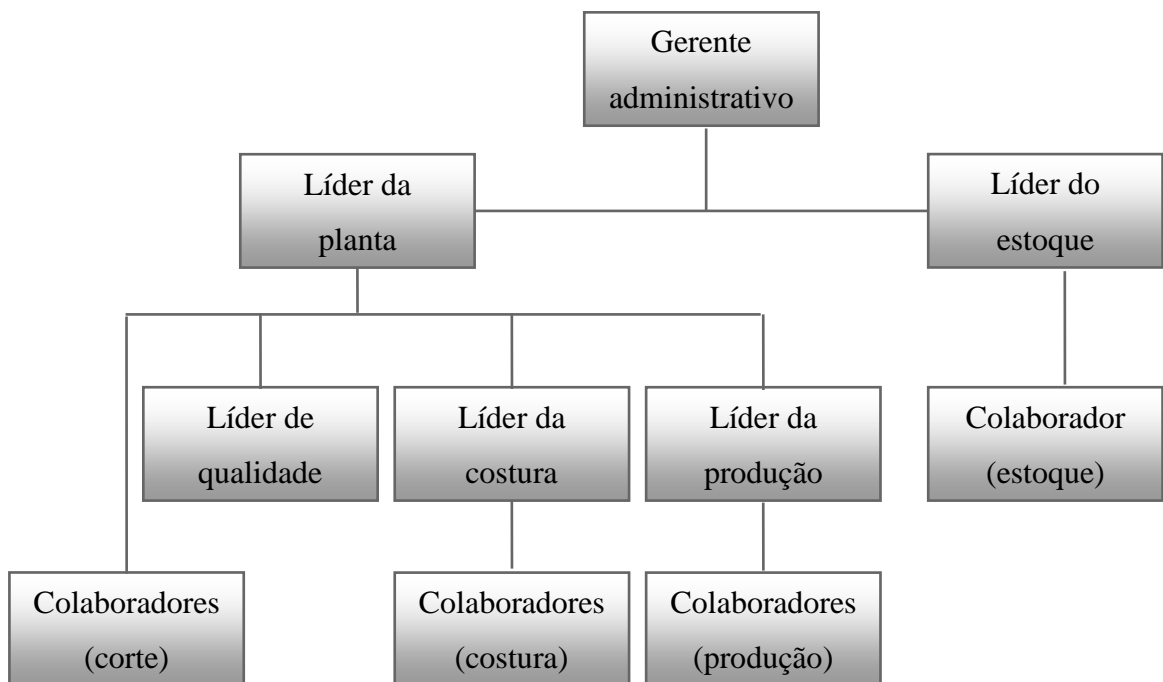 Gerente
administrativo
Líder da
planta
Líder do
estoque
Líder de
qualidade
Líder da
costura
Líder da
produção
Colaborador
(estoque)
Colaboradores
(corte)
Colaboradores
(costura)
Colaboradores
(produção)